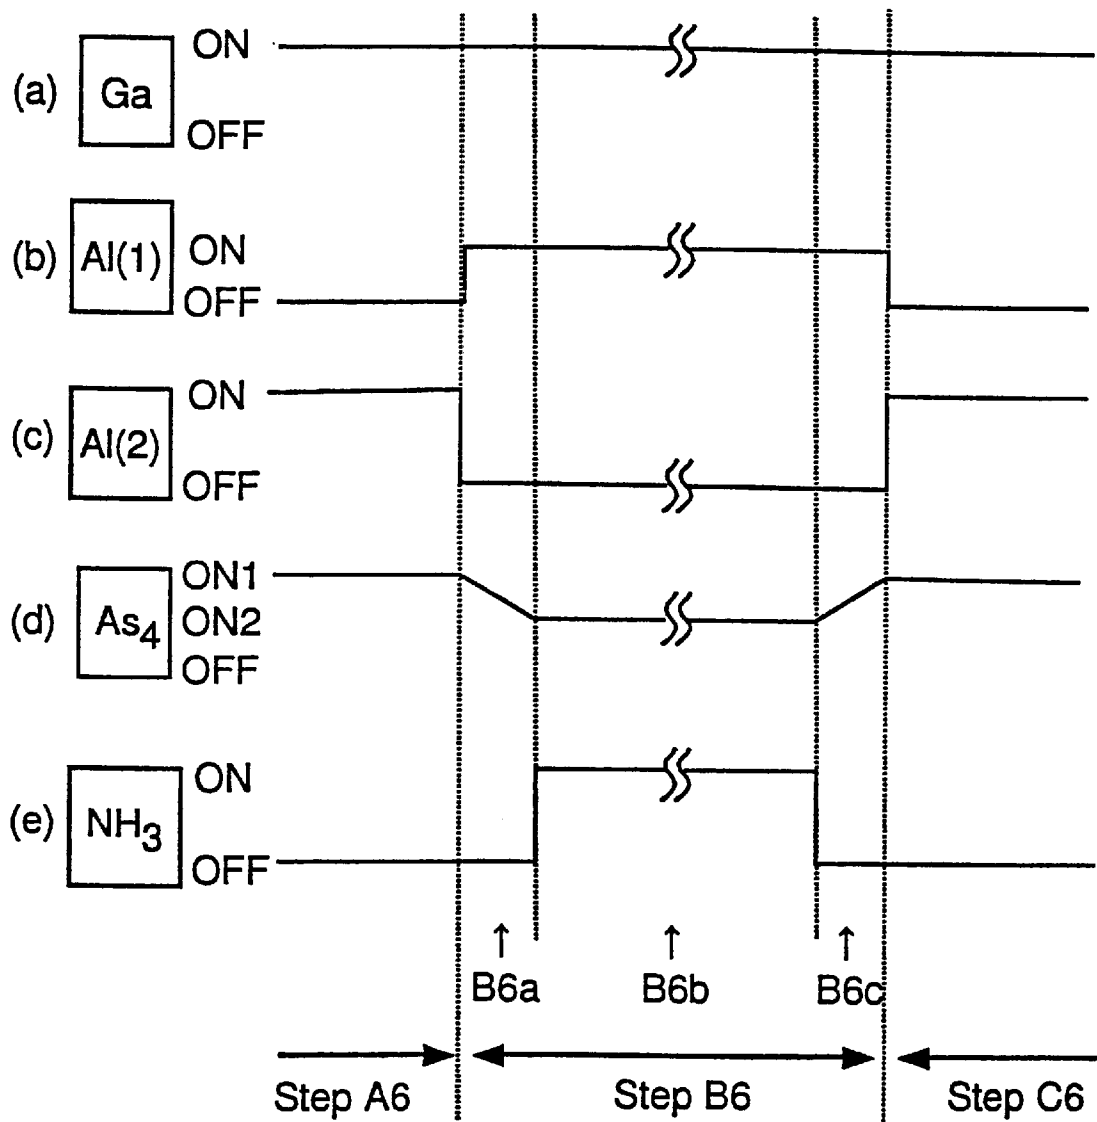 (a) Ga ON
OFF
(b) Al(1) ON
OFF
(c) Al(2) ON
OFF
(d) As4 ON1
ON2
OFF
(e) NH3 ON
OFF
↑ ↑ ↑
B6a B6b B6c
Step A6 Step B6 Step C6